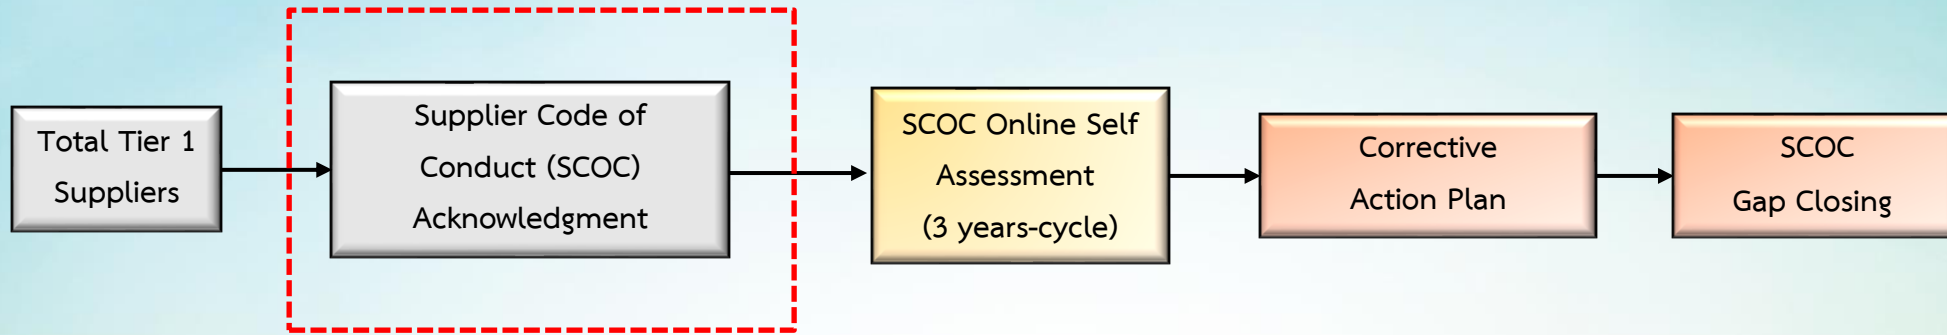 Total Tier 1
Suppliers
Supplier Code of
Conduct (SCOC)
Acknowledgment
SCOC Online Self
Assessment
(3 years-cycle)
Corrective
Action Plan
SCOC
Gap Closing